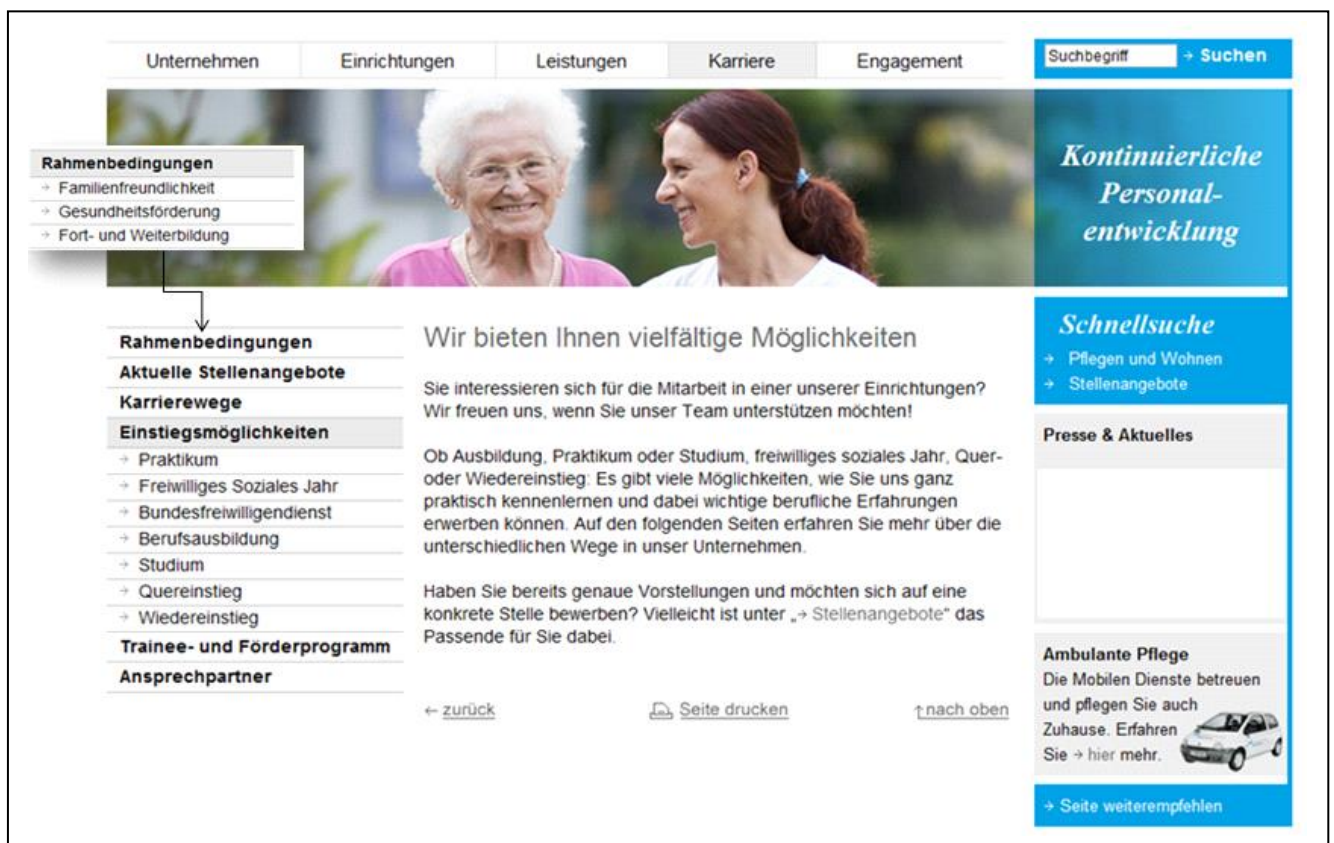 Unternehmen
Einrichtungen
Leistungen
Karriere
Engagement
Suchbegriff → Suchen
Rahmenbedingungen
→ Familienfreundlichkeit
→ Gesundheitsförderung
→ Fort- und Weiterbildung
Kontinuierliche
Personal-
entwicklung
Rahmenbedingungen
Aktuelle Stellenangebote
Karrierewege
Einstiegsmöglichkeiten
→ Praktikum
→ Freiwilliges Soziales Jahr
→ Bundesfreiwilligendienst
→ Berufsausbildung
→ Studium
→ Quereinstieg
→ Wiedereinstieg
Trainee- und Förderprogramm
Ansprechpartner
Wir bieten Ihnen vielfältige Möglichkeiten
Sie interessieren sich für die Mitarbeit in einer unserer Einrichtungen?
Wir freuen uns, wenn Sie unser Team unterstützen möchten!
Ob Ausbildung, Praktikum oder Studium, freiwilliges soziales Jahr, Quer-
oder Wiedereinstieg: Es gibt viele Möglichkeiten, wie Sie uns ganz
praktisch kennenlernen und dabei wichtige berufliche Erfahrungen
erwerben können. Auf den folgenden Seiten erfahren Sie mehr über die
unterschiedlichen Wege in unser Unternehmen.
Haben Sie bereits genaue Vorstellungen und möchten sich auf eine
konkrete Stelle bewerben? Vielleicht ist unter „→ Stellenangebote“ das
Passende für Sie dabei.
← zurück
Seite drucken
↑ nach oben
Schnellsuche
→ Pflegen und Wohnen
→ Stellenangebote
Presse & Aktuelles
Ambulante Pflege
Die Mobilen Dienste betreuen
und pflegen Sie auch
Zuhause. Erfahren
Sie → hier mehr.
→ Seite weiterempfehlen